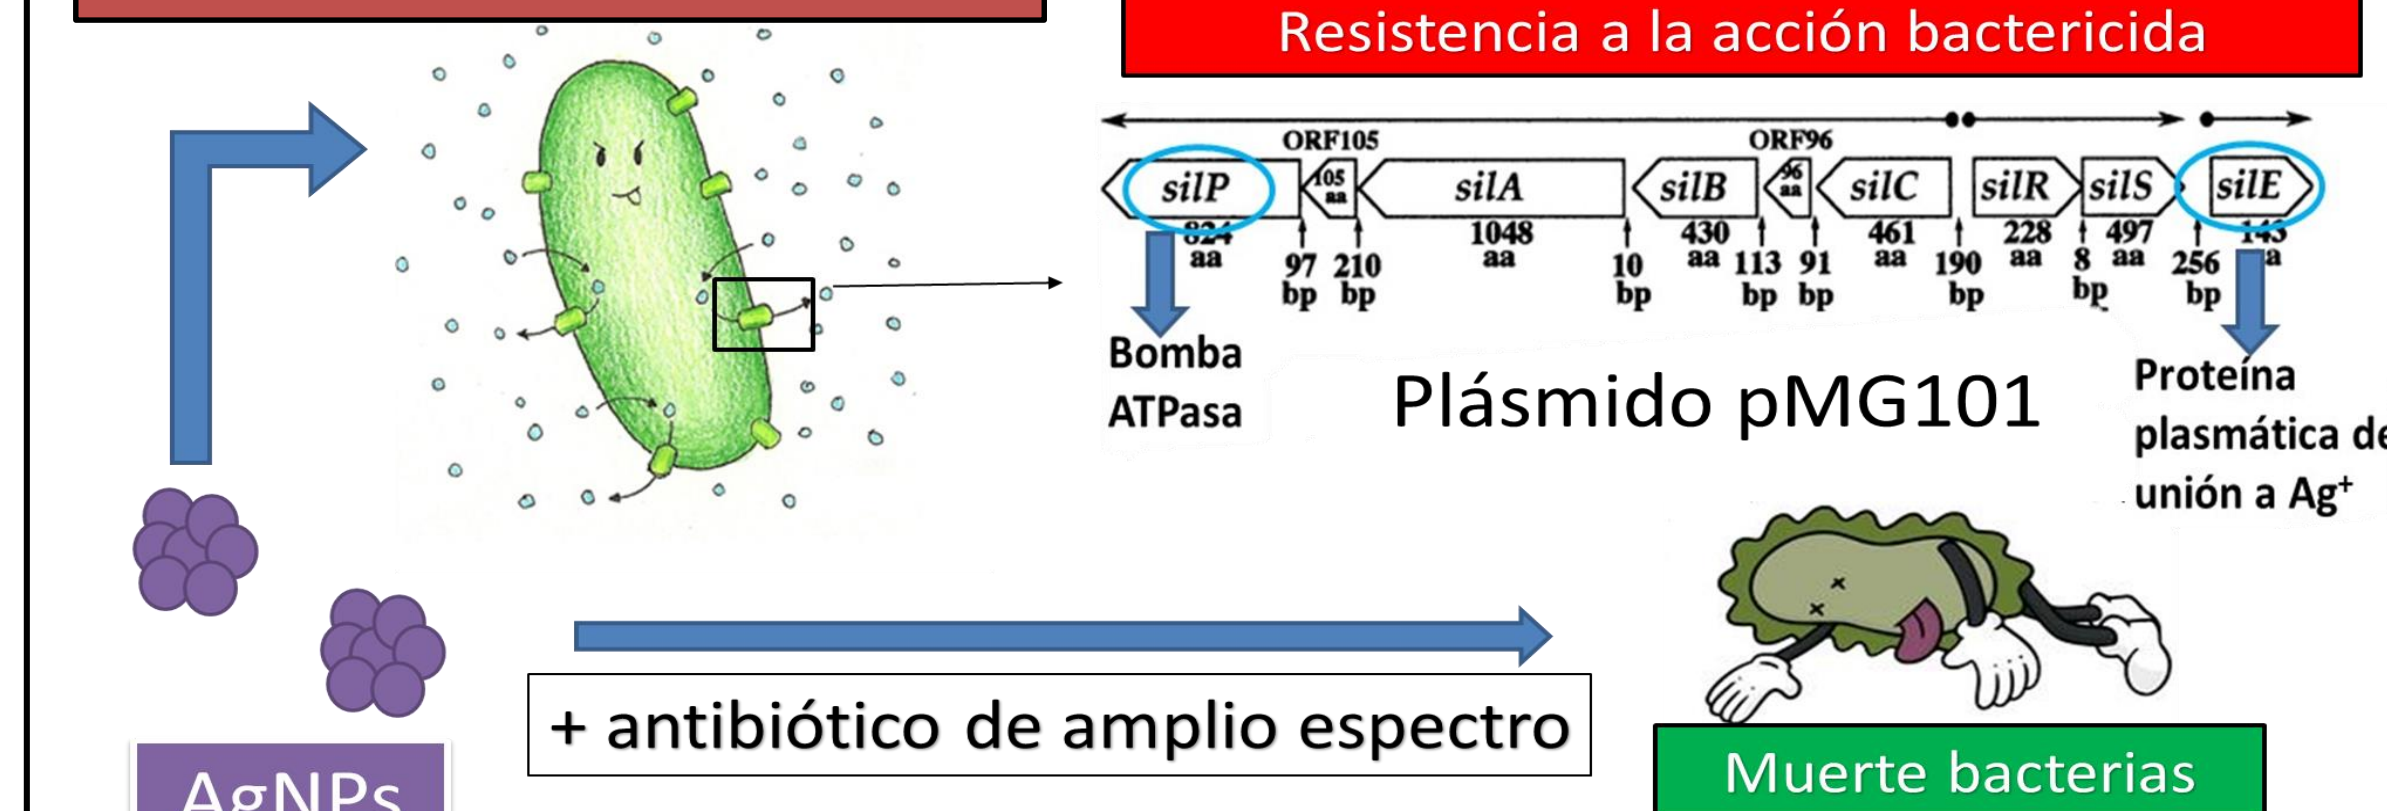 Resistencia a la acción bactericida
ORF105 ORF96
silP 105 aa silA silB 96 aa silC silR silS silE
824 aa 1048 aa 430 aa 461 aa 228 aa 497 aa 143
97 bp 210 bp 10 bp 113 bp 91 bp 190 bp 8 bp 256 bp
Bomba
ATPasa
Plásmido pMG101
Proteína
plasmática de
unión a Ag⁺
+ antibiótico de amplio espectro
Muerte bacterias
AgNPs